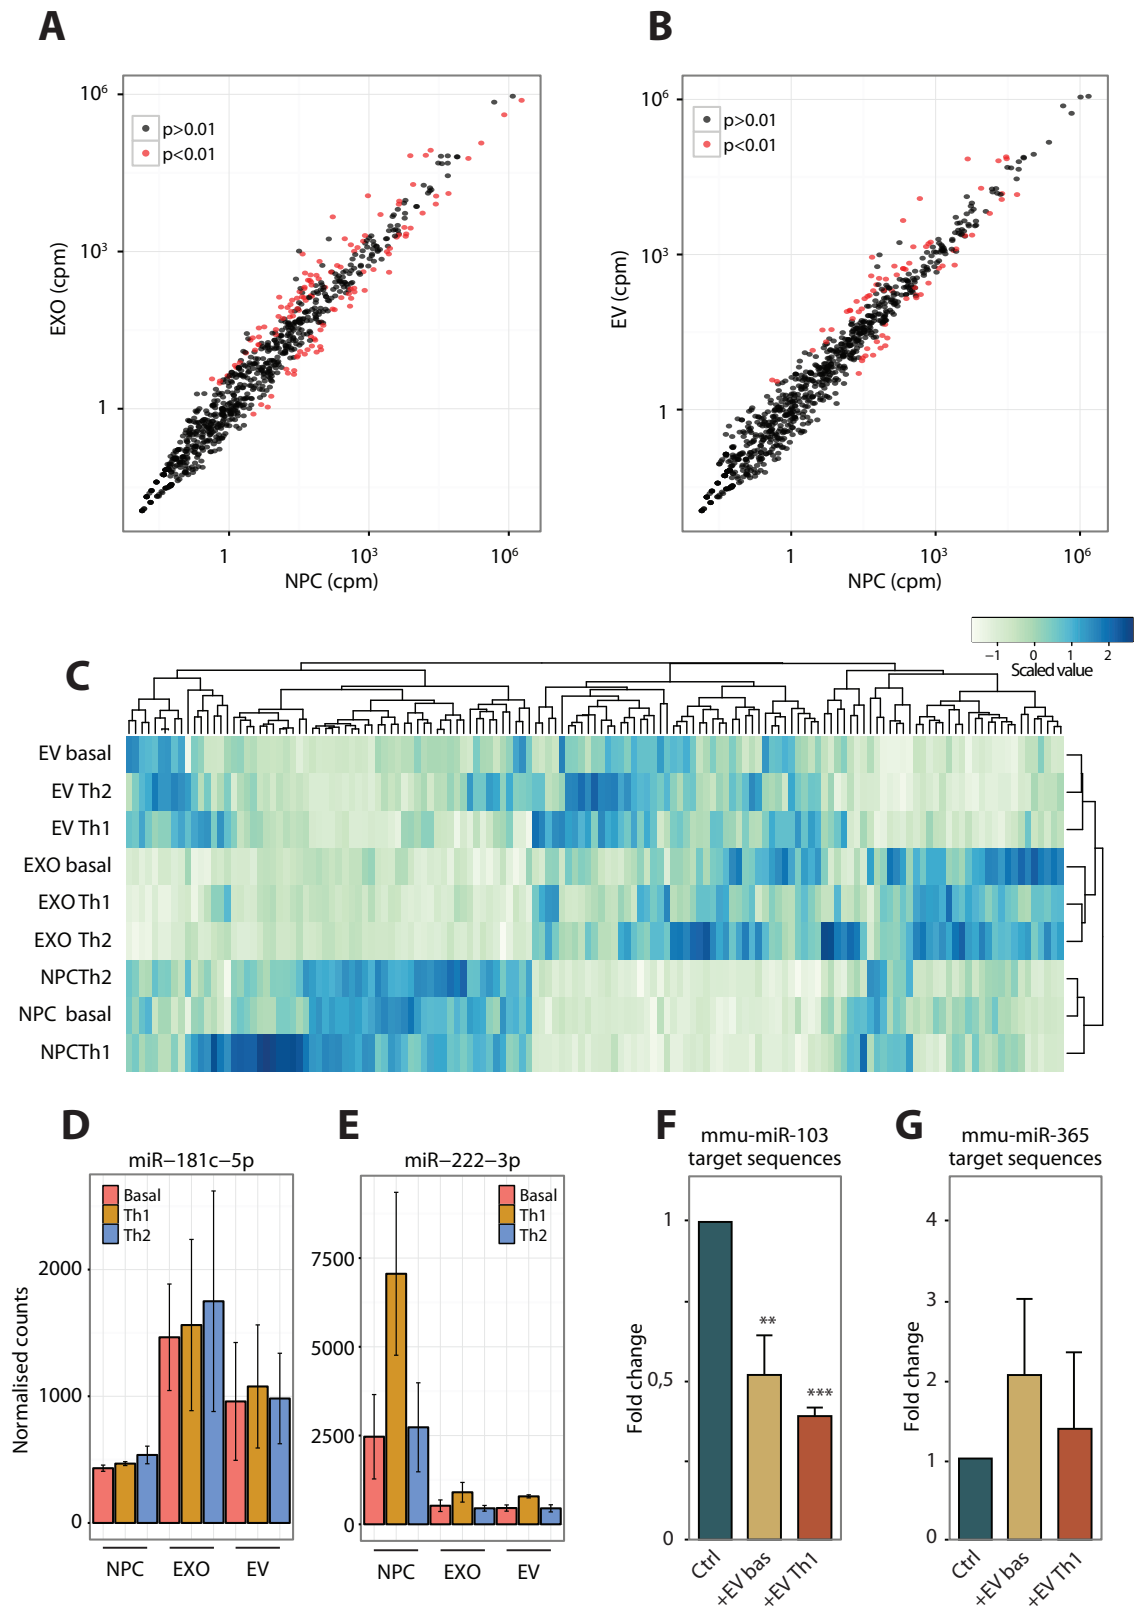 A
B
10⁶
10³
1
p>0.01
p<0.01
EXO (cpm)
1
10³
10⁶
NPC (cpm)
10⁶
10³
1
p>0.01
p<0.01
EV (cpm)
1
10³
10⁶
NPC (cpm)
C
−1 0 1 2
Scaled value
EV basal
EV Th2
EV Th1
EXO basal
EXO Th1
EXO Th2
NPCTh2
NPC basal
NPCTh1
D
miR−181c−5p
Basal
Th1
Th2
Normalised counts
2000
1000
0
NPC
EXO
EV
E
miR−222−3p
Basal
Th1
Th2
7500
5000
2500
0
NPC
EXO
EV
F
mmu-miR-103
target sequences
Fold change
1
0,5
0
**
***
Ctrl
+EV bas
+EV Th1
G
mmu-miR-365
target sequences
Fold change
4
3
2
1
0
Ctrl
+EV bas
+EV Th1